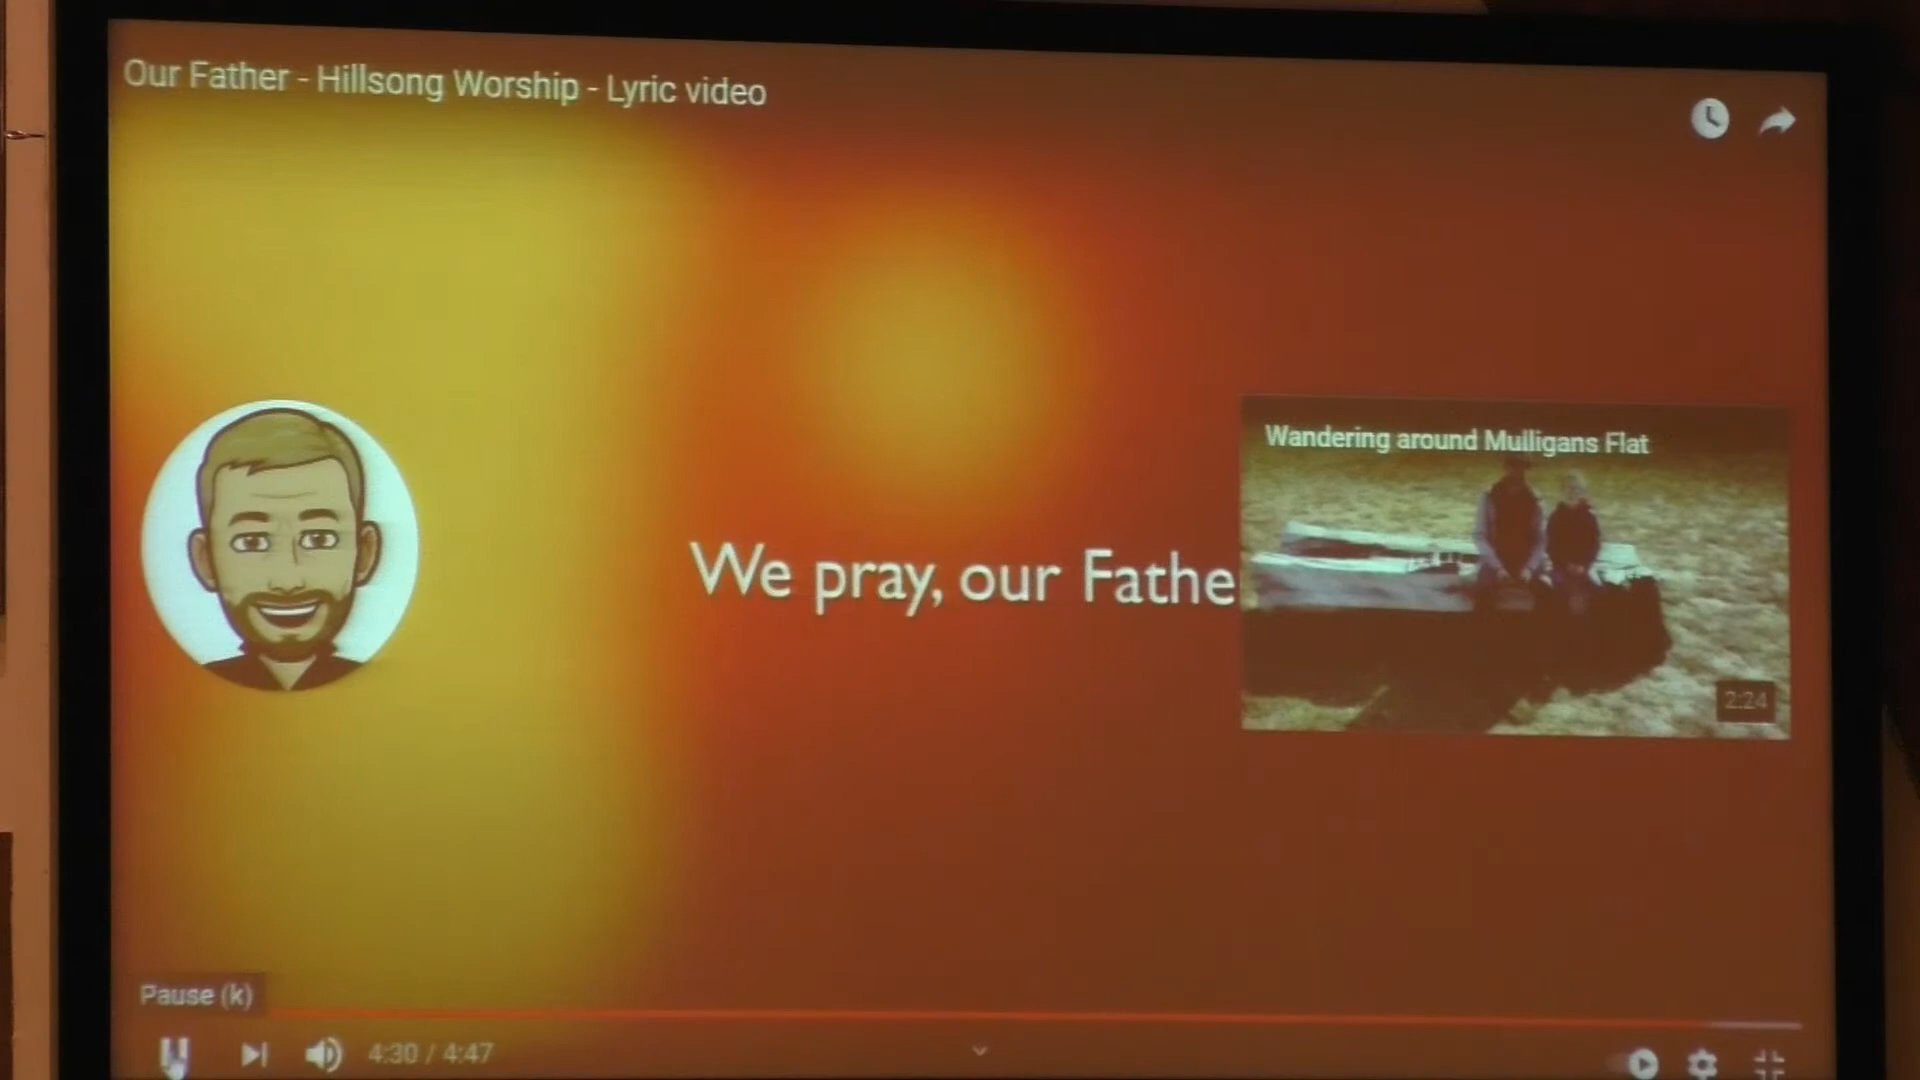 Our Father - Hillsong Worship - Lyric video
Wandering around Mulligans Flat
We pray, our Fathe
2:24
Pause (k)
4:30 / 4:47